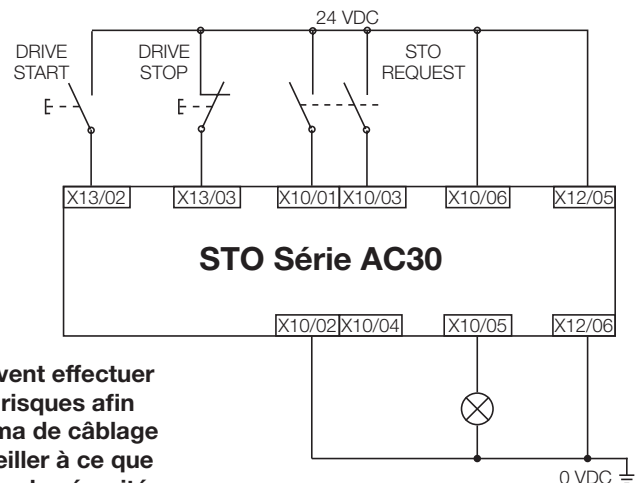 24 VDC
DRIVE
START
DRIVE
STOP
STO
REQUEST
X13/02
X13/03
X10/01
X10/03
X10/06
X12/05
STO Série AC30
X10/02
X10/04
X10/05
X12/06
vent effectuer
risques afin
ma de câblage
eiller à ce que
0 VDC